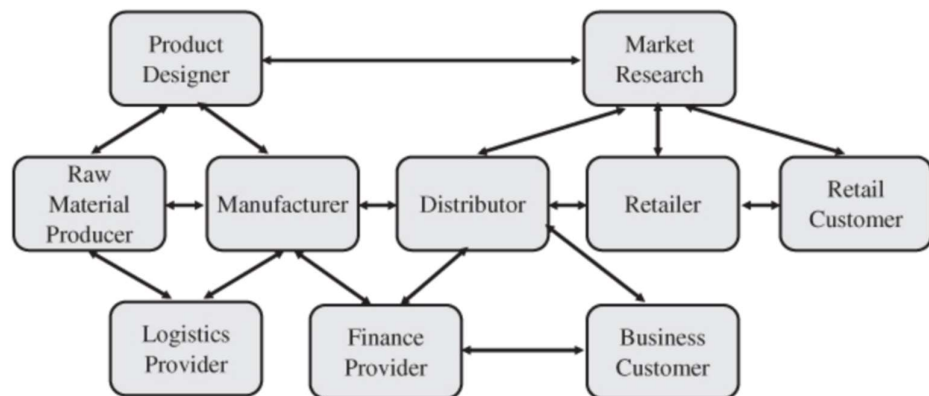 Product
Designer
Market
Research
Raw
Material
Producer
Manufacturer
Distributor
Retailer
Retail
Customer
Logistics
Provider
Finance
Provider
Business
Customer